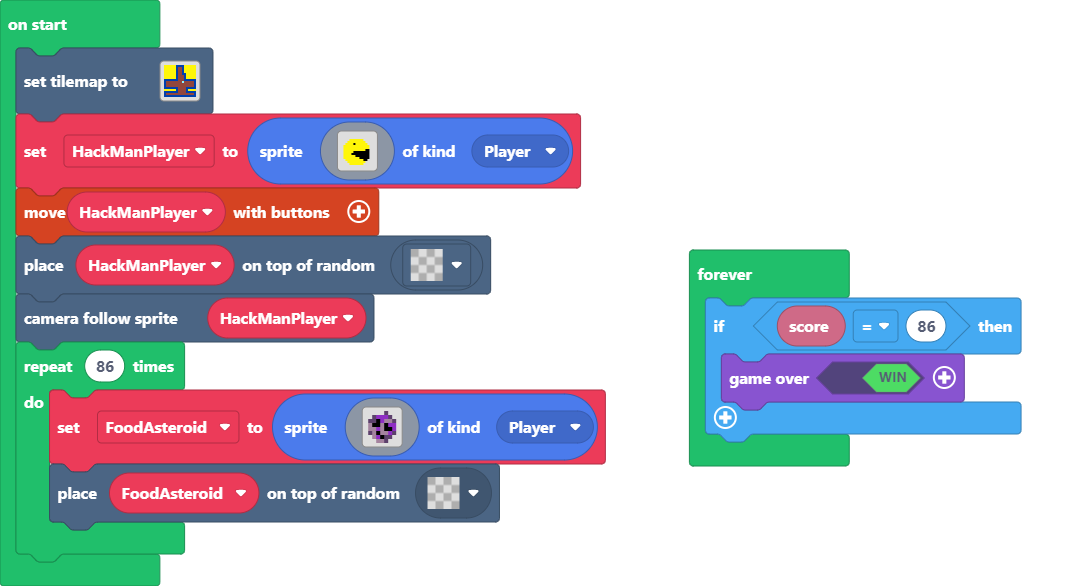 on start
set tilemap to
set HackManPlayer to sprite of kind Player
move HackManPlayer with buttons
place HackManPlayer on top of random
camera follow sprite HackManPlayer
repeat 86 times
do
set FoodAsteroid to sprite of kind Player
place FoodAsteroid on top of random
forever
if score = 86 then
game over WIN